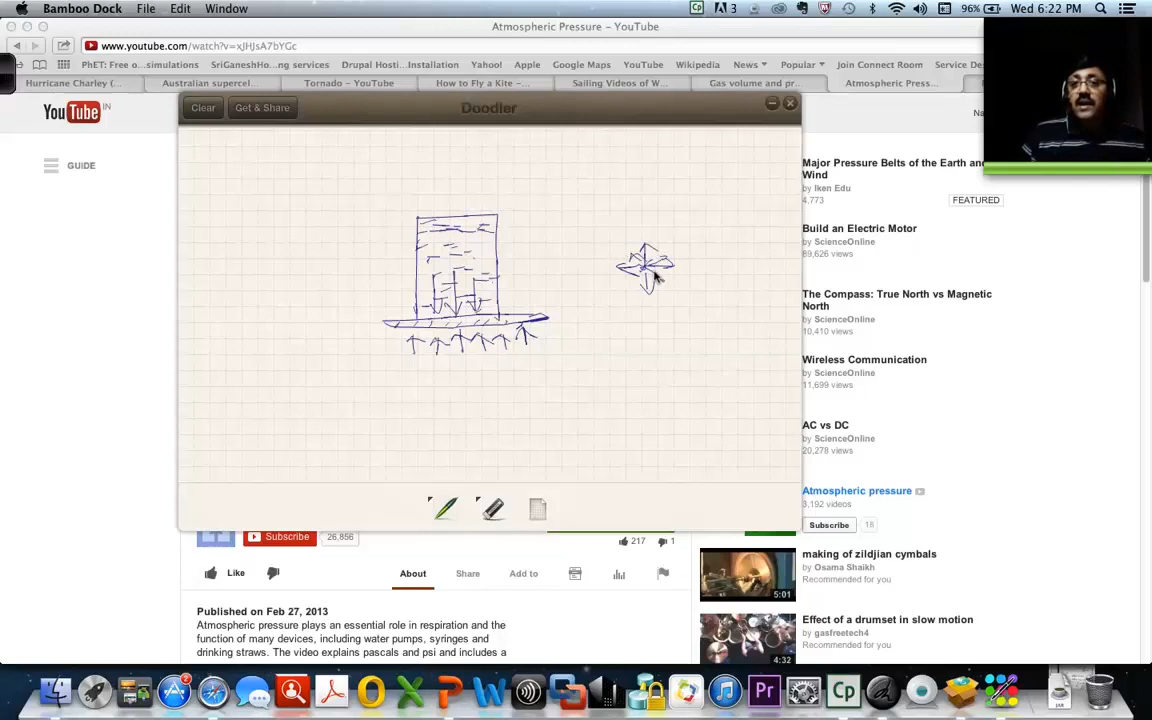 Bamboo Dock File Edit Window
3 96% Wed 6:22 PM
Atmospheric Pressure – YouTube
www.youtube.com/watch?v=xJHJsA7bYGc
PhET: Free o...simulations SriGaneshHo...ng services Drupal Hosti...Installation Yahoo! Apple Google Maps YouTube Wikipedia News Popular Join Connect Room Service De
Hurricane Charley (... Australian supercel... Tornado – YouTube How to Fly a Kite –... Sailing Videos of W... Gas volume and pr... Atmospheric Press...
Clear Get & Share Doodler
YouTube IN
GUIDE
Na
Major Pressure Belts of the Earth and
Wind
by Iken Edu
4,773 FEATURED
Build an Electric Motor
by ScienceOnline
89,626 views
The Compass: True North vs Magnetic
North
by ScienceOnline
10,410 views
Wireless Communication
by ScienceOnline
11,699 views
AC vs DC
by ScienceOnline
20,278 views
Atmospheric pressure
3,192 videos
Subscribe 18
making of zildjian cymbals
by Osama Shaikh
Recommended for you
5:01
Effect of a drumset in slow motion
by gasfreetech4
Recommended for you
4:32
Subscribe 26,856
217 1
Like About Share Add to
Published on Feb 27, 2013
Atmospheric pressure plays an essential role in respiration and the
function of many devices, including water pumps, syringes and
drinking straws. The video explains pascals and psi and includes a
7
Pr
Cp
JAR